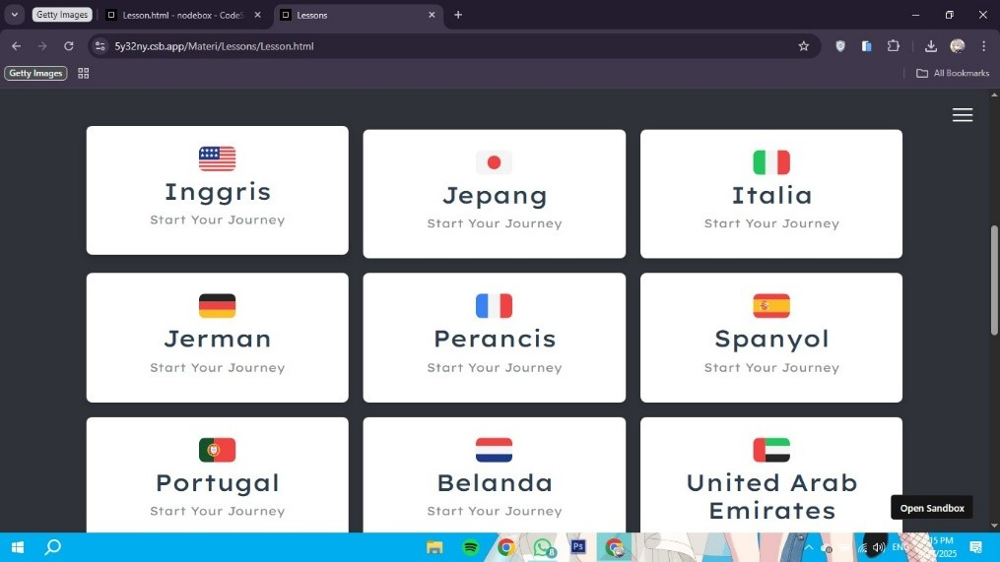 Getty Images
Lesson.html - nodebox - CodeS
Lessons
5y32ny.csb.app/Materi/Lessons/Lesson.html
Getty Images
All Bookmarks
Inggris
Start Your Journey
Jepang
Start Your Journey
Italia
Start Your Journey
Jerman
Start Your Journey
Perancis
Start Your Journey
Spanyol
Start Your Journey
Portugal
Start Your Journey
Belanda
Start Your Journey
United Arab
Emirates
Open Sandbox
Ps
8
ENG
15 PM
/2025